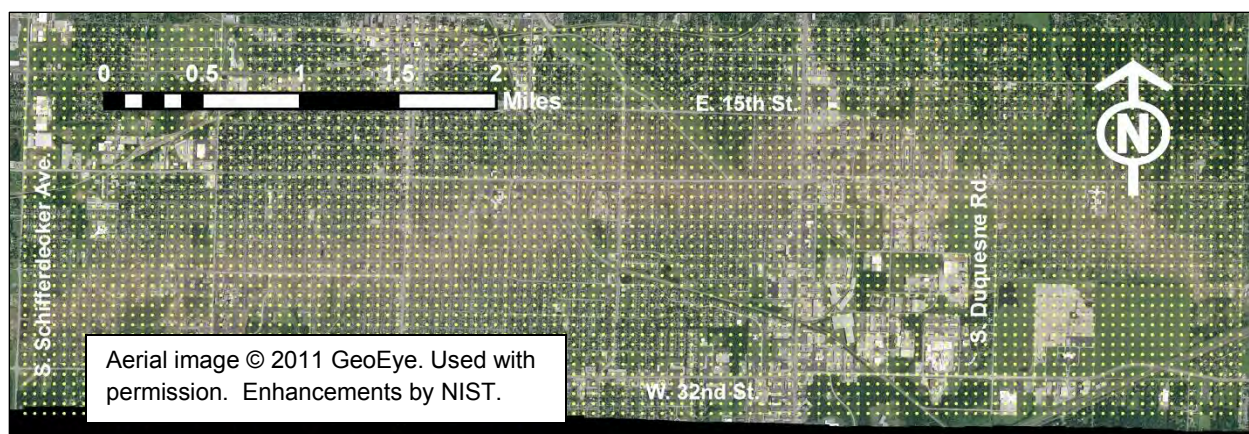 0 0.5 1 1.5 2
Miles
E. 15th St.
N
S. Schifferdecker Ave.
S. Duquesne Rd.
W. 32nd St.
Aerial image © 2011 GeoEye. Used with
permission. Enhancements by NIST.